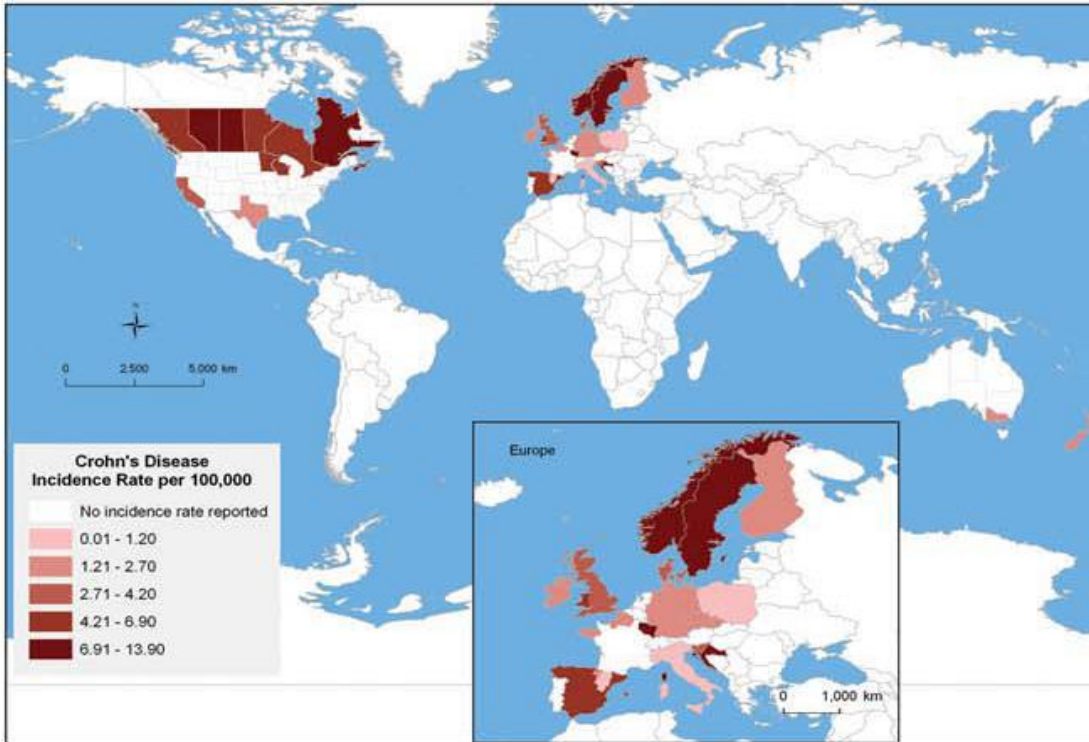 N
0
2.500
5.000 km
Crohn's Disease
Incidence Rate per 100,000
No incidence rate reported
0.01 - 1.20
1.21 - 2.70
2.71 - 4.20
4.21 - 6.90
6.91 - 13.90
Europe
0
1,000 km